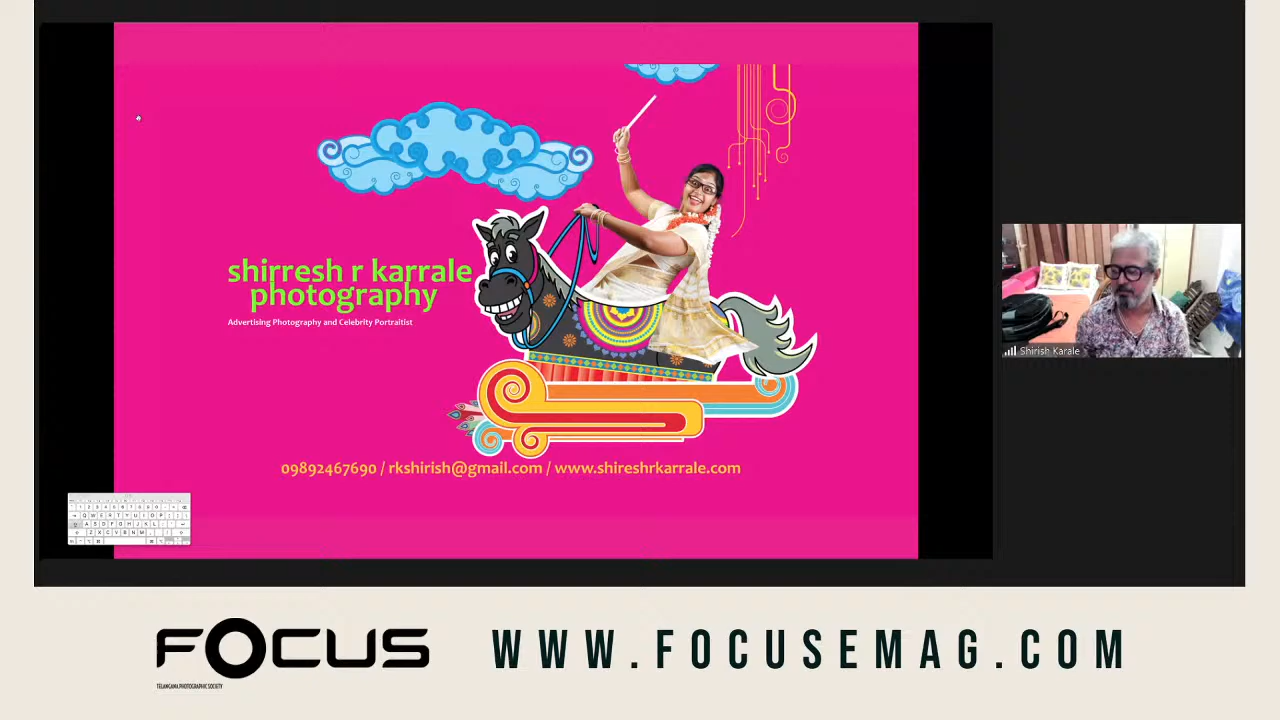 shirresh r karrale
photography
Advertising Photography and Celebrity Portraitist
09892467690 / rkshirish@gmail.com / www.shireshrkarrale.com
Shirish Karale
Q W E R T Y U I O P
A S D F G H J K L
Z X C V B N M
FOCUS
TELANGANA PHOTOGRAPHIC SOCIETY
WWW.FOCUSEMAG.COM